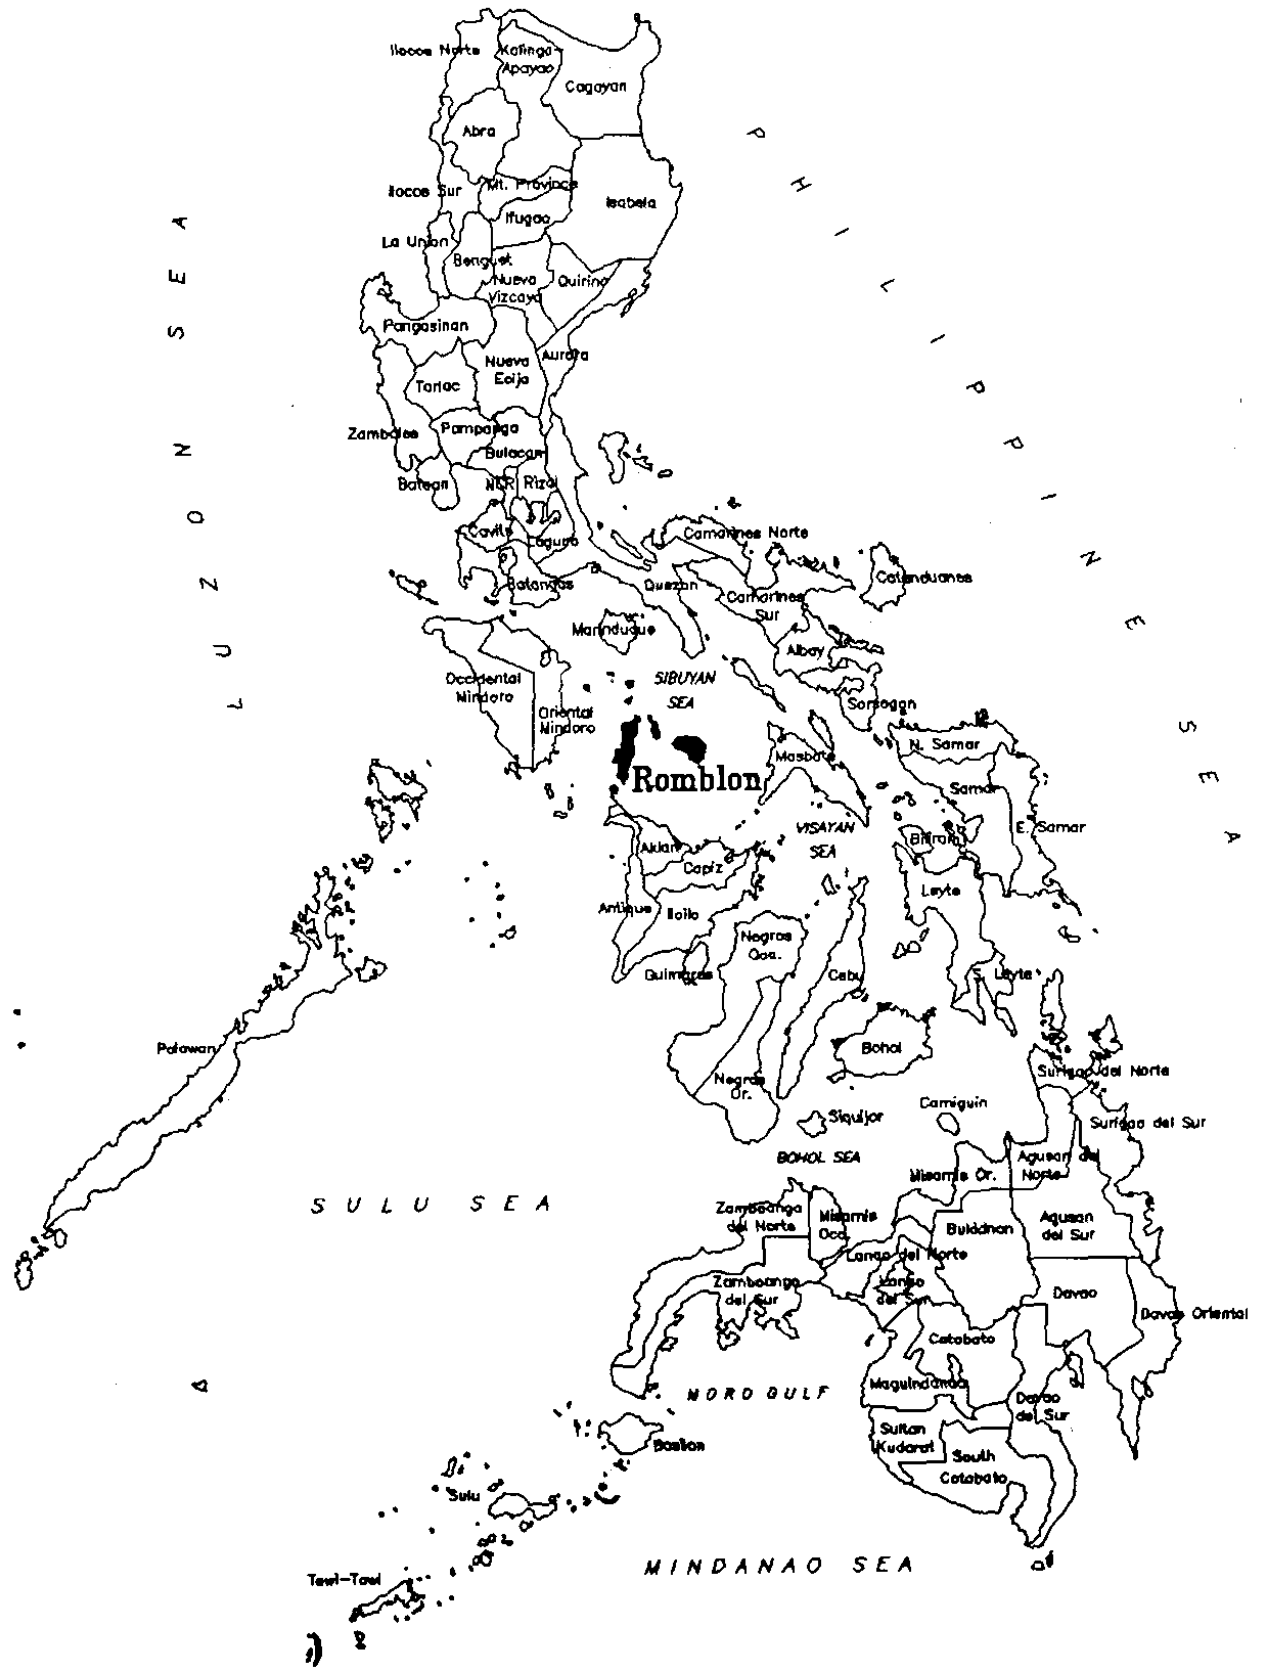 Ilocos Norte
Kalinga-
Apayao
Cagayan
Abra
Ilocos Sur
Mt. Province
Ifugao
Isabela
La Union
Benguet
Nueva
Vizcaya
Quirino
Pangasinan
Aurora
Nueva
Ecija
Tarlac
Zambales
Pampanga
Bulacan
Bataan
NCR
Rizal
Cavite
Laguna
Camarines Norte
Batangas
Quezon
Catanduanes
Camarines
Sur
Marinduque
Albay
Occidental
Mindoro
SIBUYAN
SEA
Oriental
Mindoro
Sorsogon
N. Samar
Masbate
Romblon
Samar
E. Samar
VISAYAN
SEA
Biliran
Aklan
Capiz
Leyte
Antique
Iloilo
Negros
Occ.
Guimaras
Cebu
S. Leyte
Palawan
Bohol
Surigao del Norte
Negros
Or.
Siquijor
Camiguin
Surigao del Sur
BOHOL SEA
Agusan del
Norte
Misamis Or.
SULU SEA
Zamboanga
del Norte
Misamis
Occ.
Bukidnon
Agusan
del Sur
Lanao del Norte
Lanao
del Sur
Zamboanga
del Sur
Davao
Davao Oriental
Cotabato
Maguindanao
MORO GULF
Davao
del Sur
Sultan
Kudarat
South
Cotabato
Basilan
Sulu
MINDANAO SEA
Tawi-Tawi
LUZON SEA
PHILIPPINE SEA